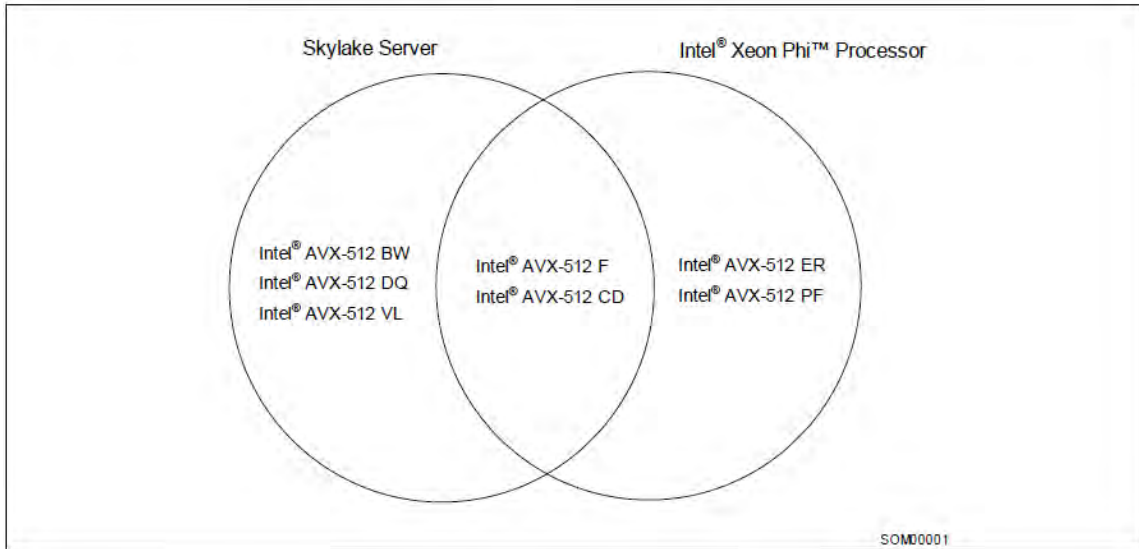 Skylake Server
Intel® Xeon Phi™ Processor
Intel® AVX-512 BW
Intel® AVX-512 DQ
Intel® AVX-512 VL
Intel® AVX-512 F
Intel® AVX-512 CD
Intel® AVX-512 ER
Intel® AVX-512 PF
SOM00001